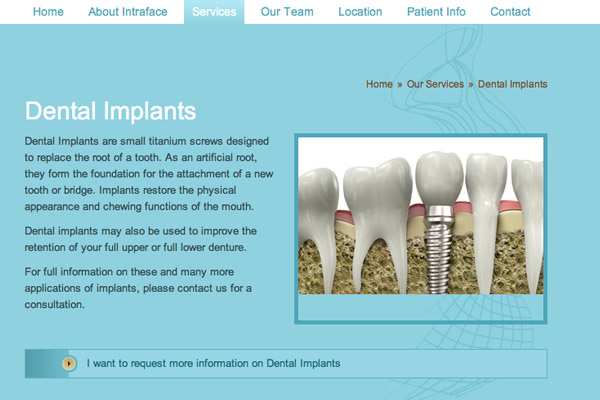 Home About Intraface Services Our Team Location Patient Info Contact
Home » Our Services » Dental Implants
Dental Implants
Dental Implants are small titanium screws designed
to replace the root of a tooth. As an artificial root,
they form the foundation for the attachment of a new
tooth or bridge. Implants restore the physical
appearance and chewing functions of the mouth.
Dental implants may also be used to improve the
retention of your full upper or full lower denture.
For full information on these and many more
applications of implants, please contact us for a
consultation.
I want to request more information on Dental Implants